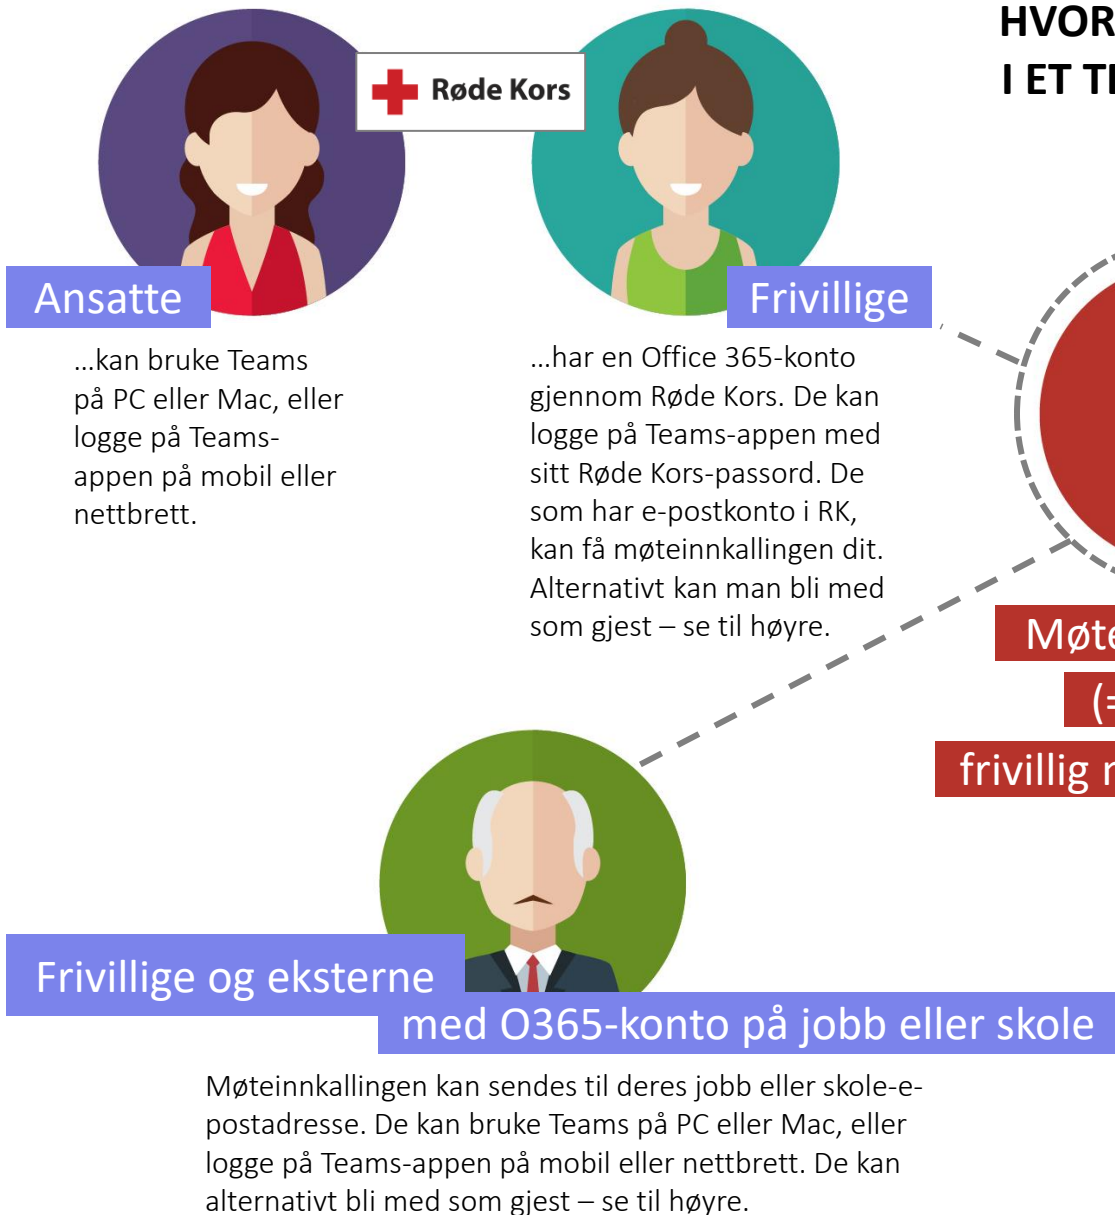 HVOR
I ET
Røde Kors
Ansatte
...kan bruke Teams
på PC eller Mac, eller
logge på Teams-
appen på mobil eller
nettbrett.
Frivillige
...har en Office 365-konto
gjennom Røde Kors. De kan
logge på Teams-appen med
sitt Røde Kors-passord. De
som har e-postkonto i RK,
kan få møteinnkallingen dit.
Alternativt kan man bli med
som gjest – se til høyre.
Møte
(=
frivillig
Frivillige og eksterne
med O365-konto på jobb eller skole
Møteinnkallingen kan sendes til deres jobb eller skole-e-
postadresse. De kan bruke Teams på PC eller Mac, eller
logge på Teams-appen på mobil eller nettbrett. De kan
alternativt bli med som gjest – se til høyre.